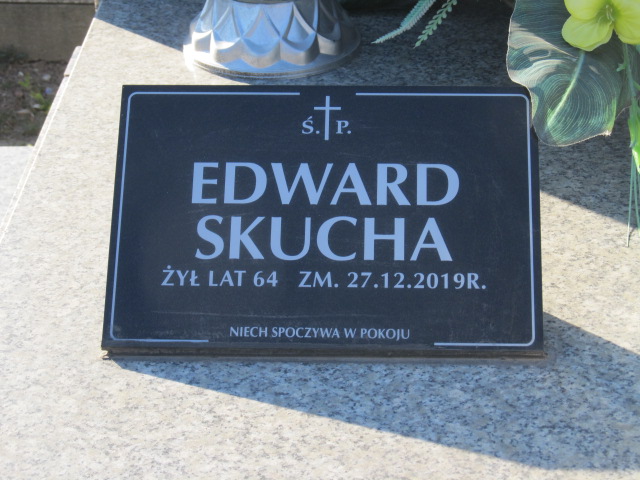 Ś. P.
EDWARD
SKUCHA
ŻYŁ LAT 64 ZM. 27.12.2019R.
NIECH SPOCZYWA W POKOJU